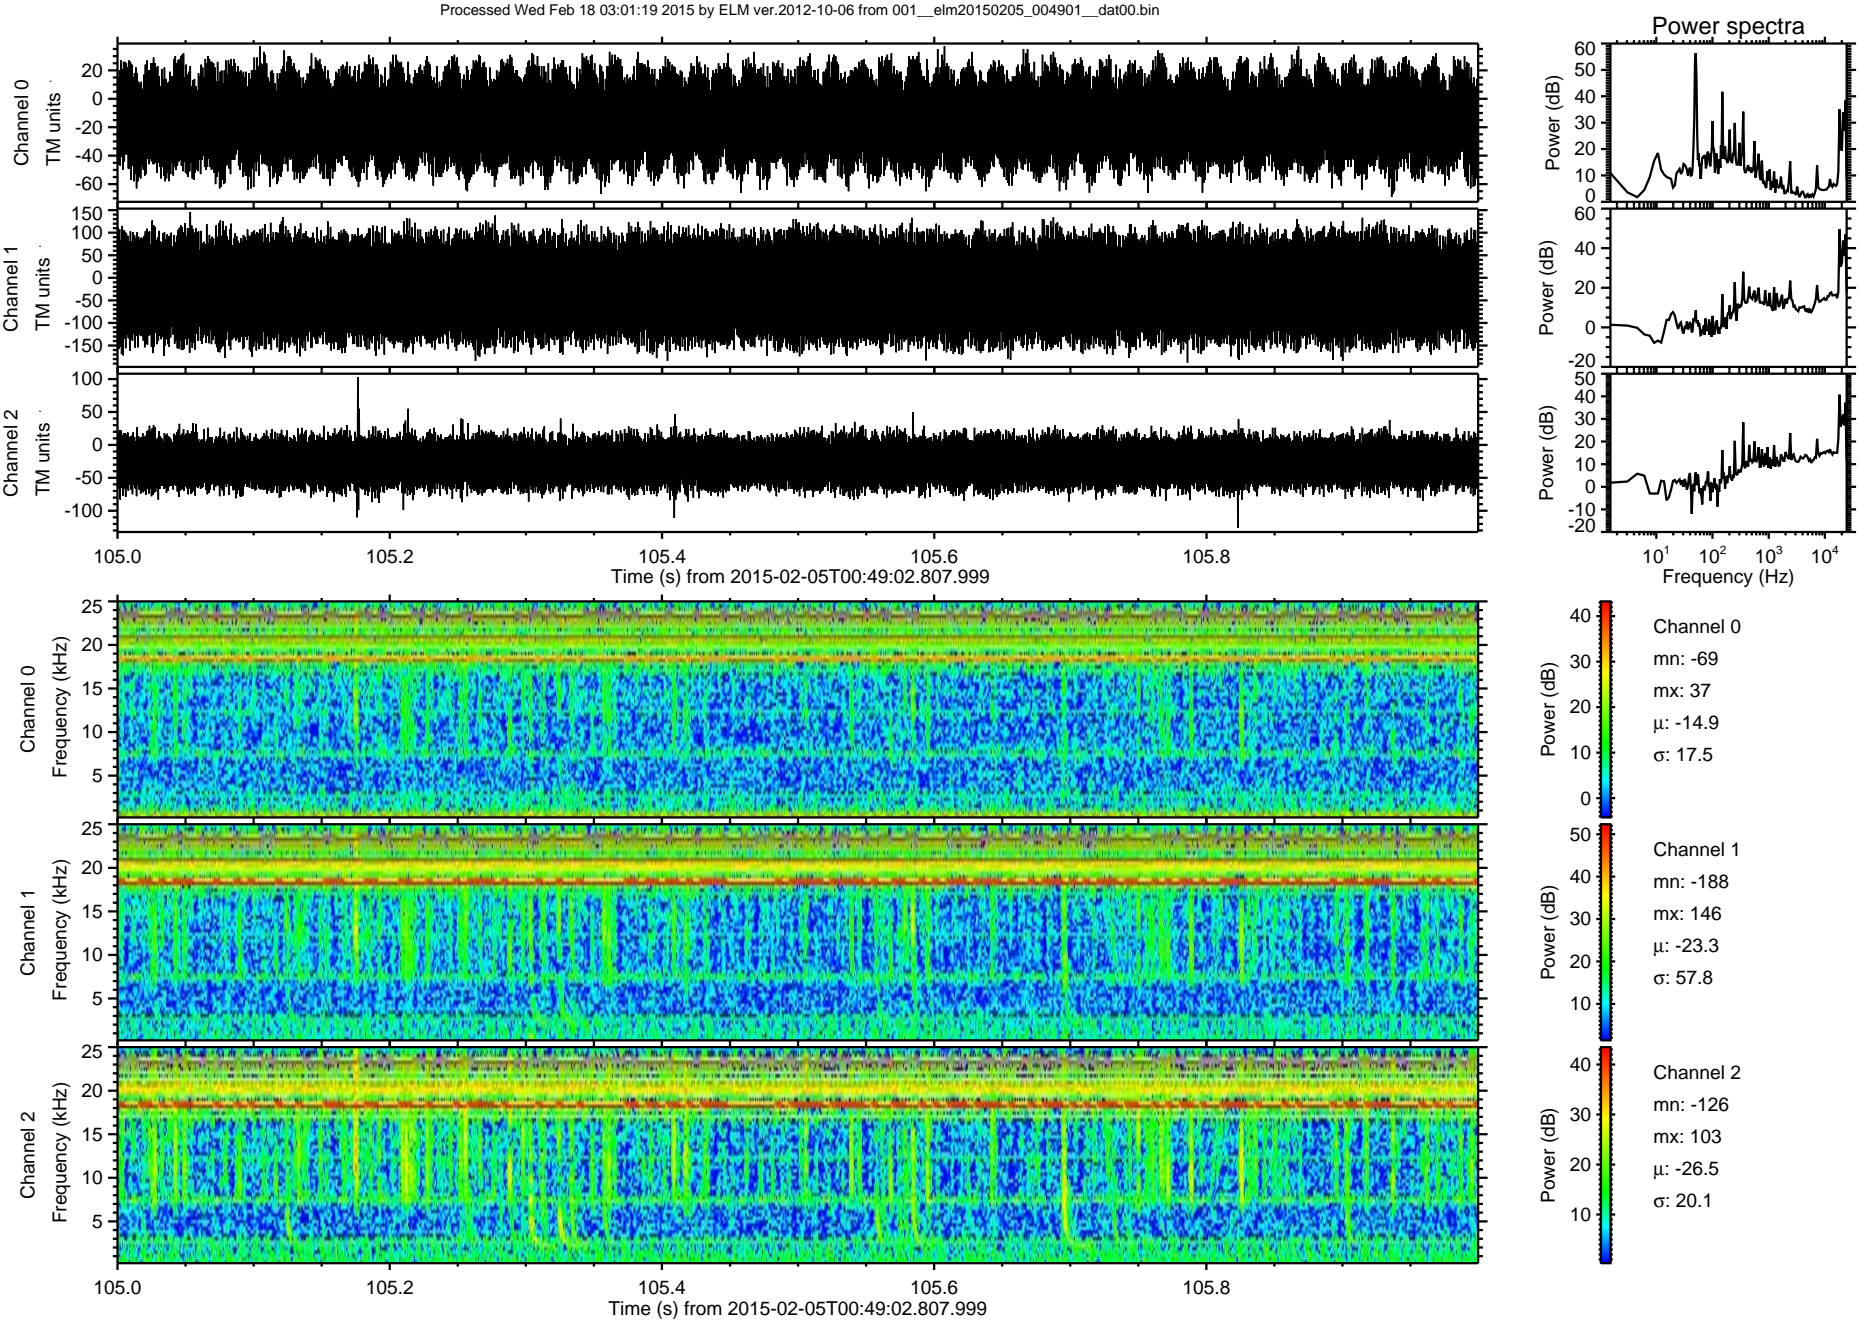 Processed Wed Feb 18 03:01:19 2015 by ELM ver.2012-10-06 from 001__elm20150205_004901__dat00.bin
Power spectra
Channel 0
TM units
20
0
-20
-40
-60
Power (dB)
60
50
40
30
20
10
0
Channel 1
TM units
150
100
50
0
-50
-100
-150
Power (dB)
60
40
20
0
-20
Channel 2
TM units
100
50
0
-50
-100
Power (dB)
50
40
30
20
10
0
-10
-20
105.0 105.2 105.4 105.6 105.8
Time (s) from 2015-02-05T00:49:02.807.999
10¹ 10² 10³ 10⁴
Frequency (Hz)
Channel 0
Frequency (kHz)
25
20
15
10
5
Power (dB)
40
30
20
10
0
Channel 0
mn: -69
mx: 37
μ: -14.9
σ: 17.5
Channel 1
Frequency (kHz)
25
20
15
10
5
Power (dB)
50
40
30
20
10
Channel 1
mn: -188
mx: 146
μ: -23.3
σ: 57.8
Channel 2
Frequency (kHz)
25
20
15
10
5
Power (dB)
40
30
20
10
Channel 2
mn: -126
mx: 103
μ: -26.5
σ: 20.1
105.0 105.2 105.4 105.6 105.8
Time (s) from 2015-02-05T00:49:02.807.999